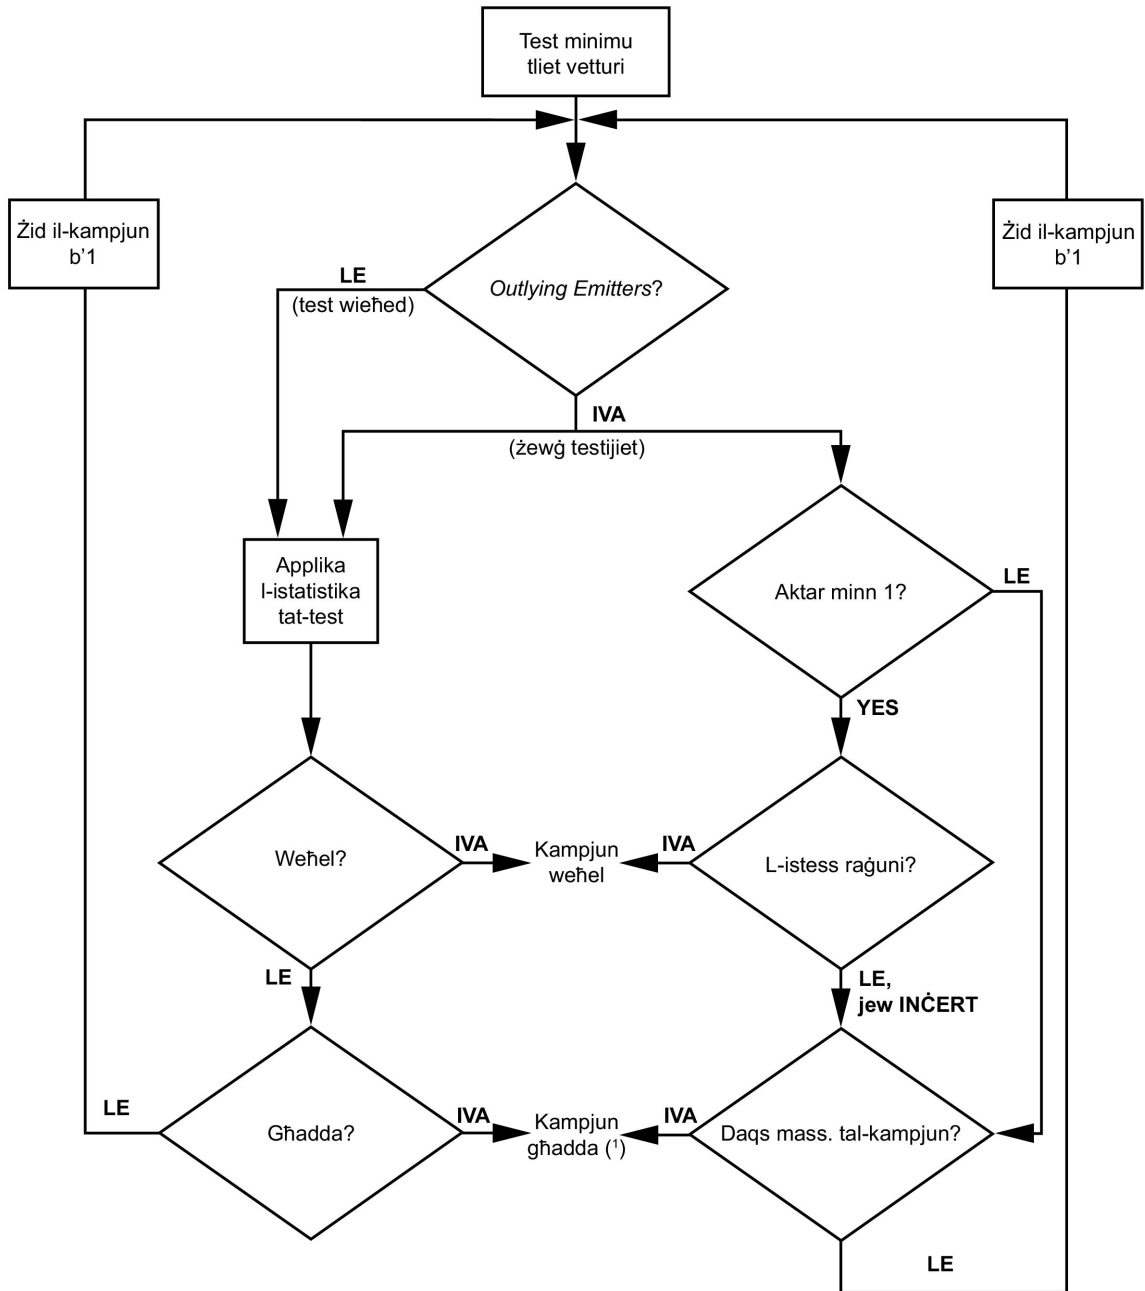 Test minimu
tliet vetturi
Żid il-kampjun
b’1
Żid il-kampjun
b’1
LE
(test wieħed)
Outlying Emitters?
IVA
(żewġ testijiet)
Applika
l-istatistika
tat-test
Aktar minn 1?
LE
YES
Weħel?
IVA
Kampjun
weħel
IVA
L-istess raġuni?
LE
LE,
jew INĊERT
LE
Għadda?
IVA
Kampjun
għadda (¹)
IVA
Daqs mass. tal-kampjun?
LE